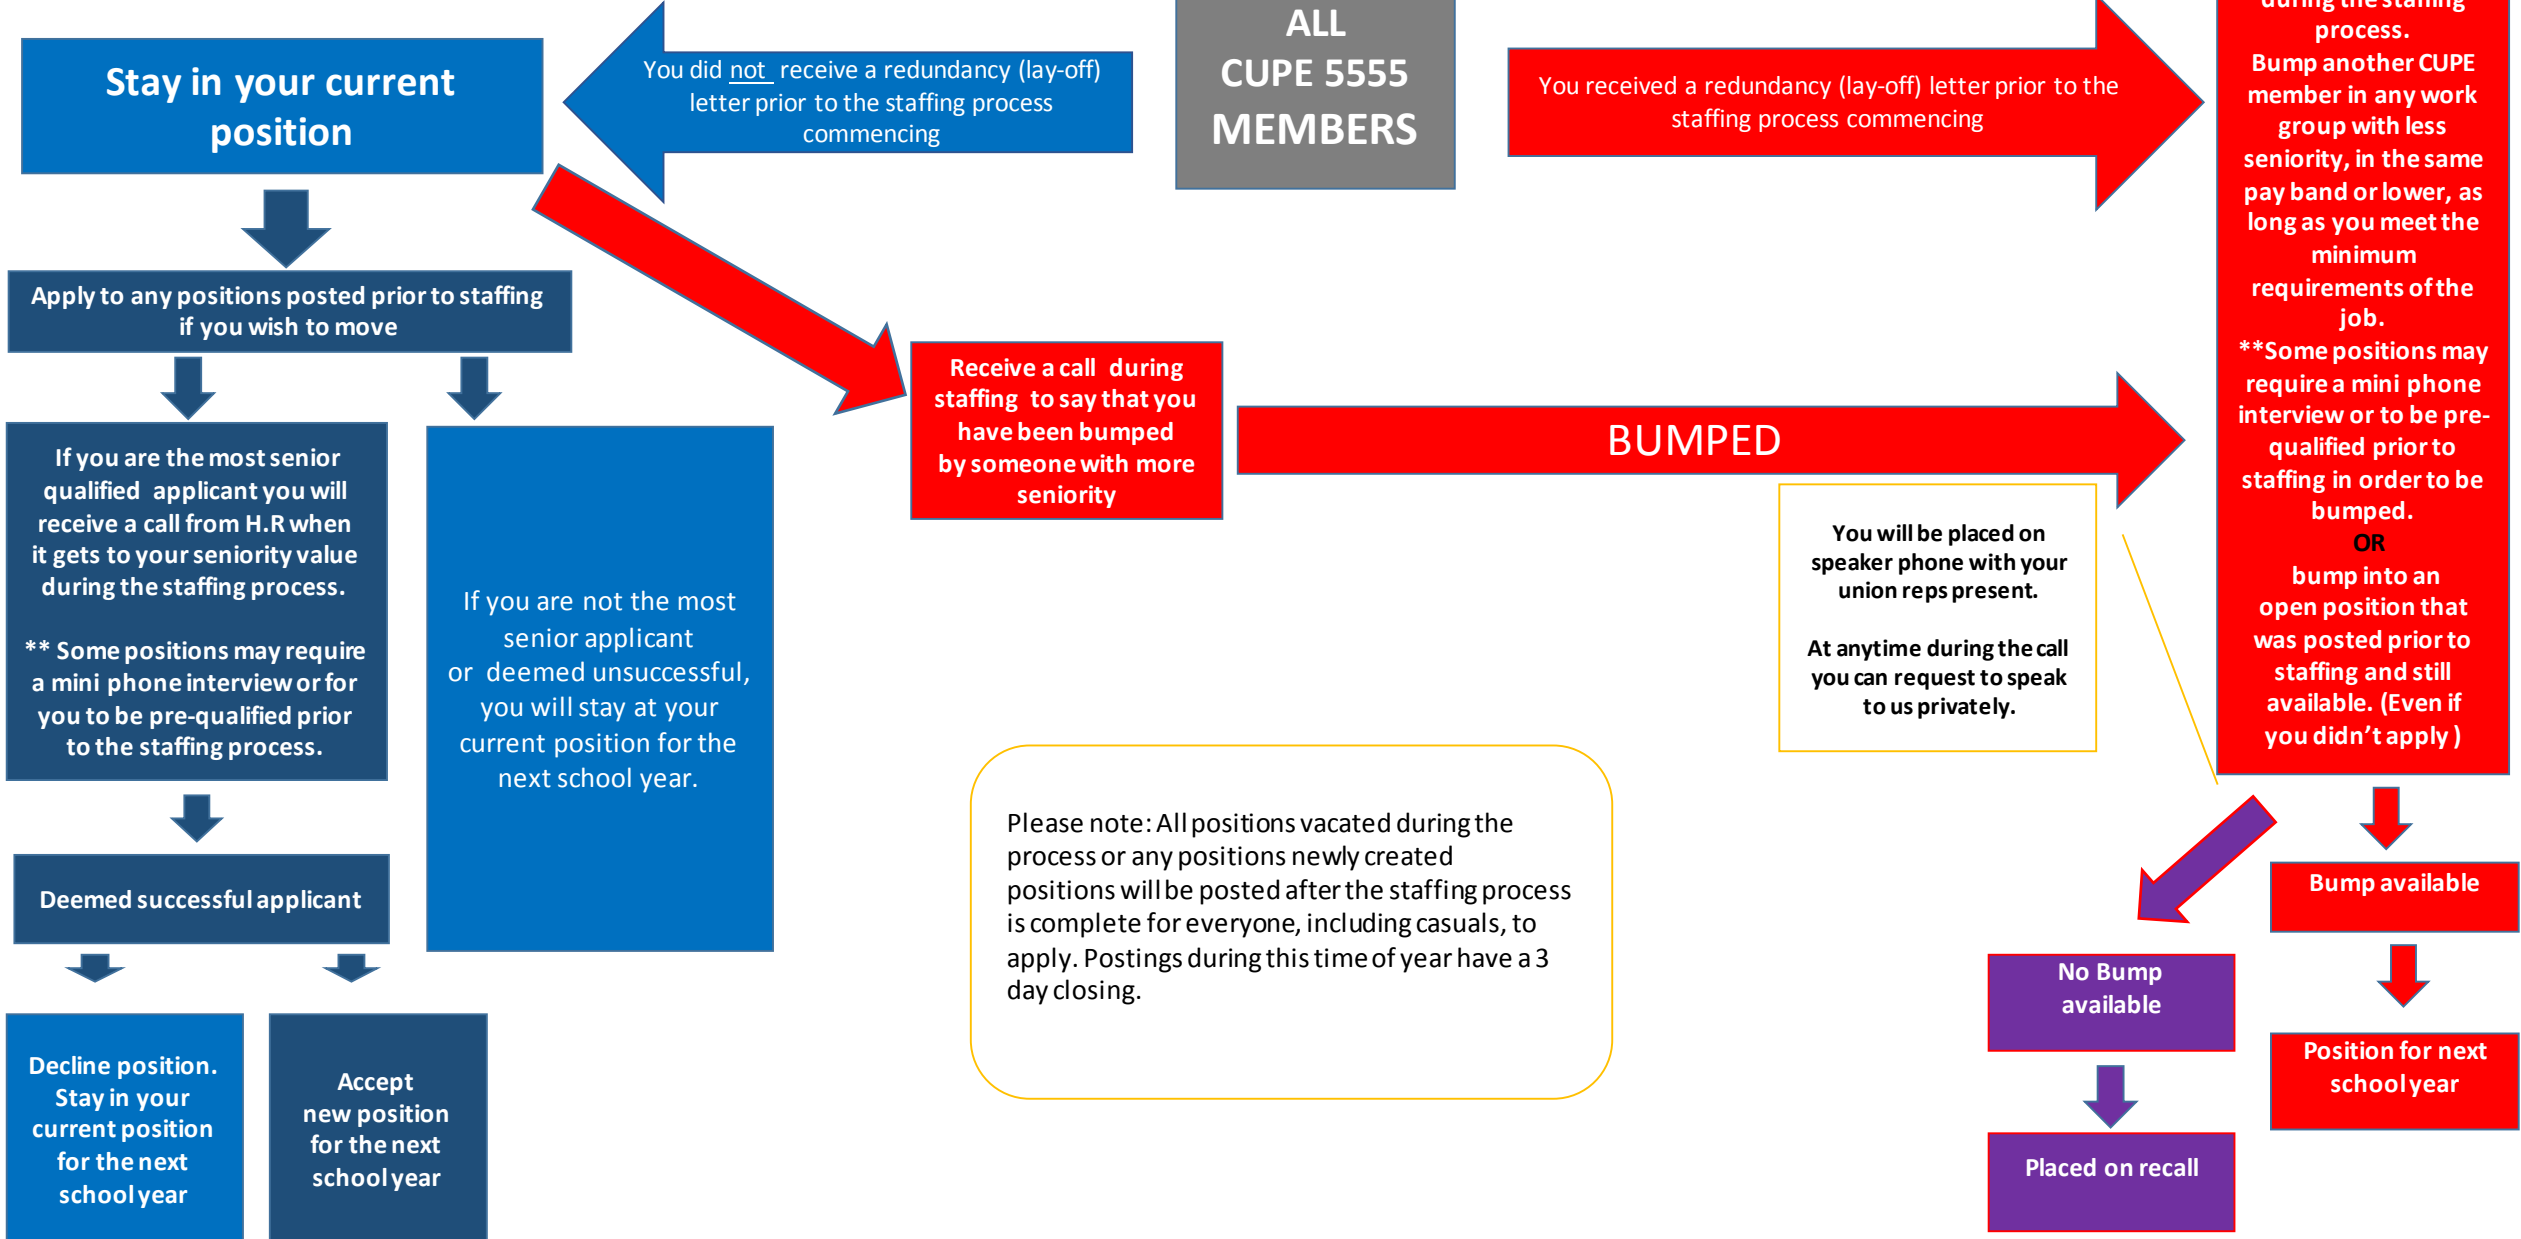 ALL
CUPE 5555
MEMBERS
Stay in your current
position
You did not receive a redundancy (lay-off)
letter prior to the staffing process
commencing
You received a redundancy (lay-off) letter prior to the
staffing process commencing
during the staffing
process.
Bump another CUPE
member in any work
group with less
seniority, in the same
pay band or lower, as
long as you meet the
minimum
requirements of the
job.
**Some positions may
require a mini phone
interview or to be pre-
qualified prior to
staffing in order to be
bumped.
OR
bump into an
open position that
was posted prior to
staffing and still
available. (Even if
you didn't apply )
Apply to any positions posted prior to staffing
if you wish to move
Receive a call during
staffing to say that you
have been bumped
by someone with more
seniority
BUMPED
If you are the most senior
qualified applicant you will
receive a call from H.R when
it gets to your seniority value
during the staffing process.
** Some positions may require
a mini phone interview or for
you to be pre-qualified prior
to the staffing process.
If you are not the most
senior applicant
or deemed unsuccessful,
you will stay at your
current position for the
next school year.
You will be placed on
speaker phone with your
union reps present.
At anytime during the call
you can request to speak
to us privately.
Please note: All positions vacated during the
process or any positions newly created
positions will be posted after the staffing process
is complete for everyone, including casuals, to
apply. Postings during this time of year have a 3
day closing.
Deemed successful applicant
Bump available
No Bump
available
Decline position.
Stay in your
current position
for the next
school year
Accept
new position
for the next
school year
Position for next
school year
Placed on recall